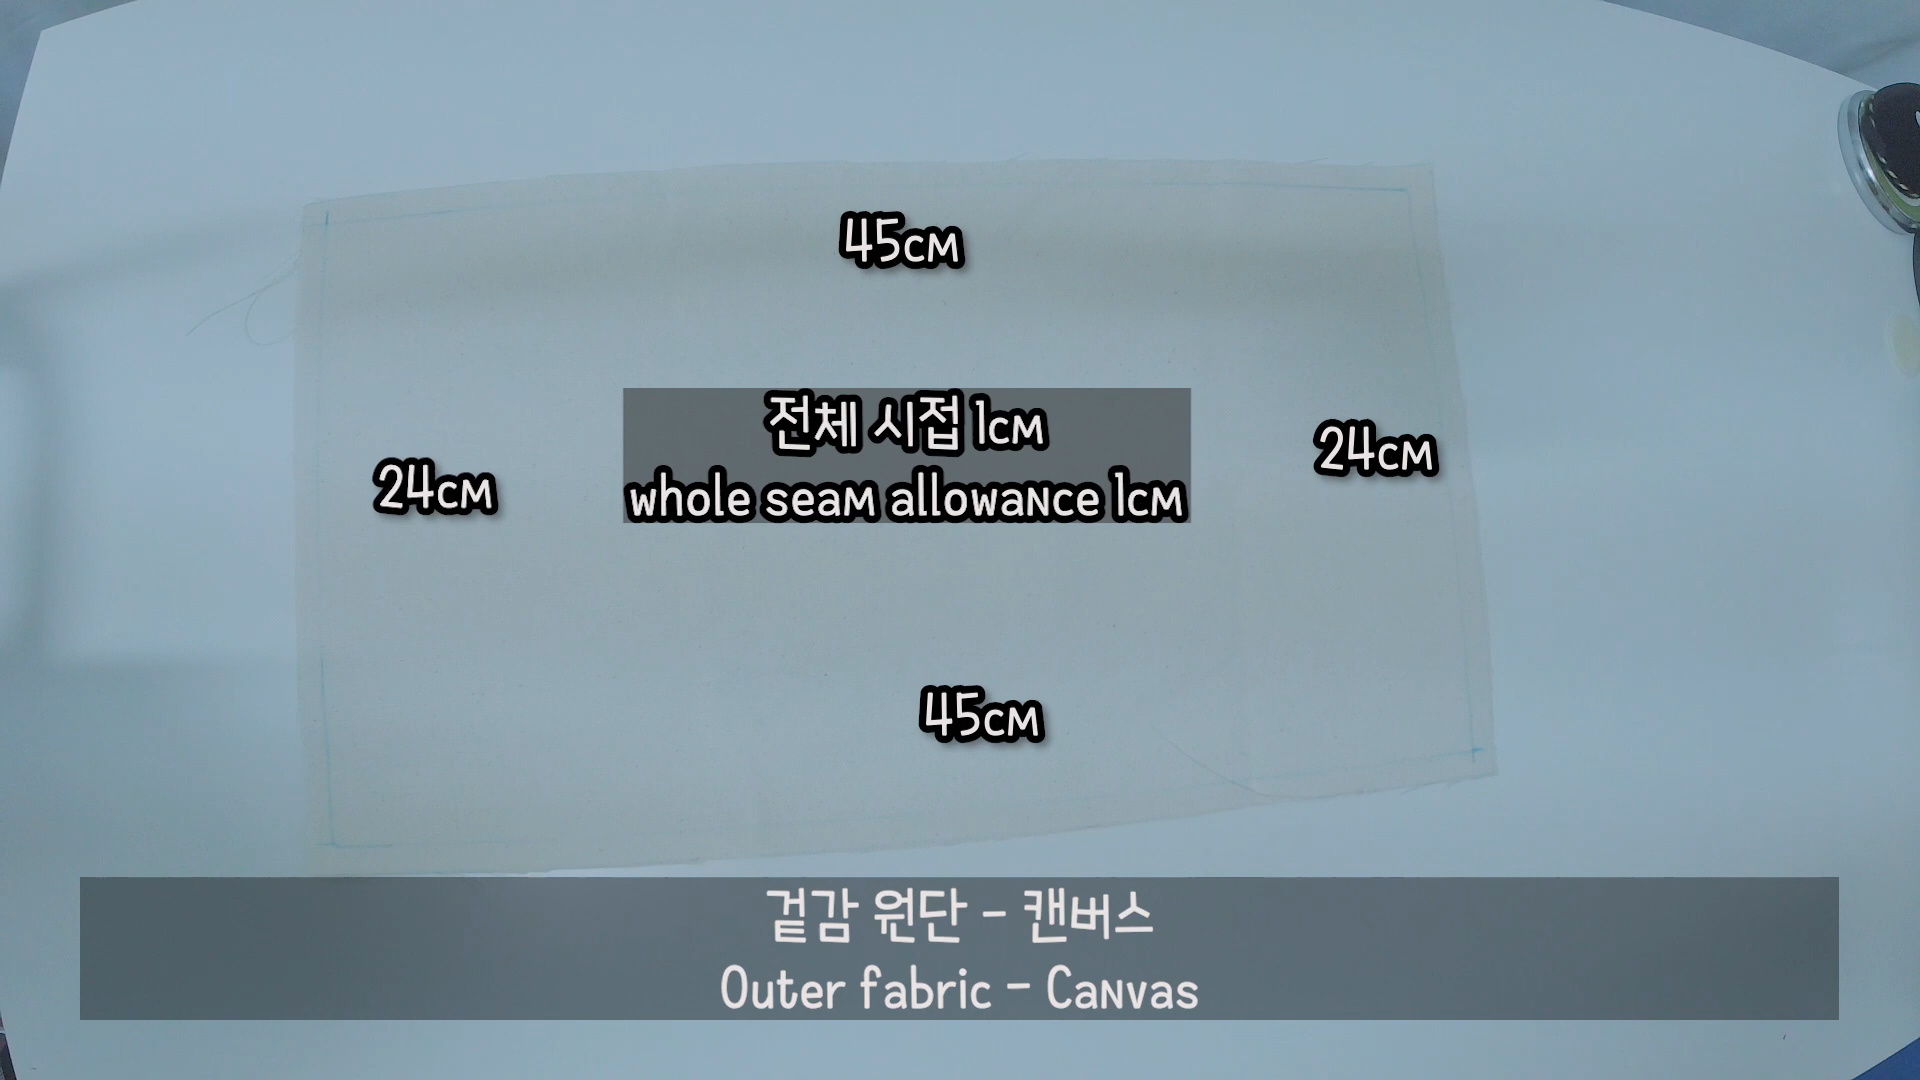 45cm
전체 시접 1cm
whole seam allowance 1cm
24cm
24cm
45cm
겉감 원단 - 캔버스
Outer fabric - Canvas